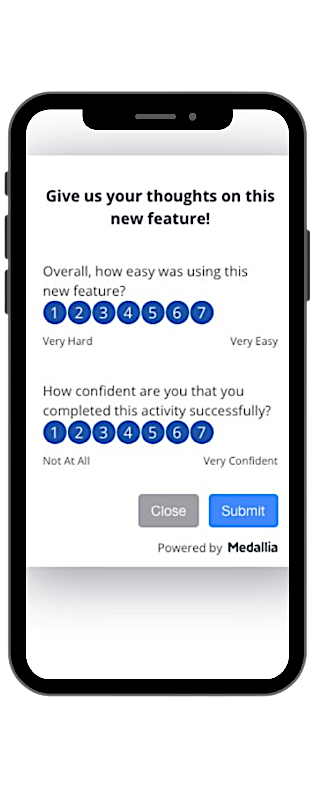 Give us your thoughts on this
new feature!
Overall, how easy was using this
new feature?
1 2 3 4 5 6 7
Very Hard Very Easy
How confident are you that you
completed this activity successfully?
1 2 3 4 5 6 7
Not At All Very Confident
Close Submit
Powered by Medallia